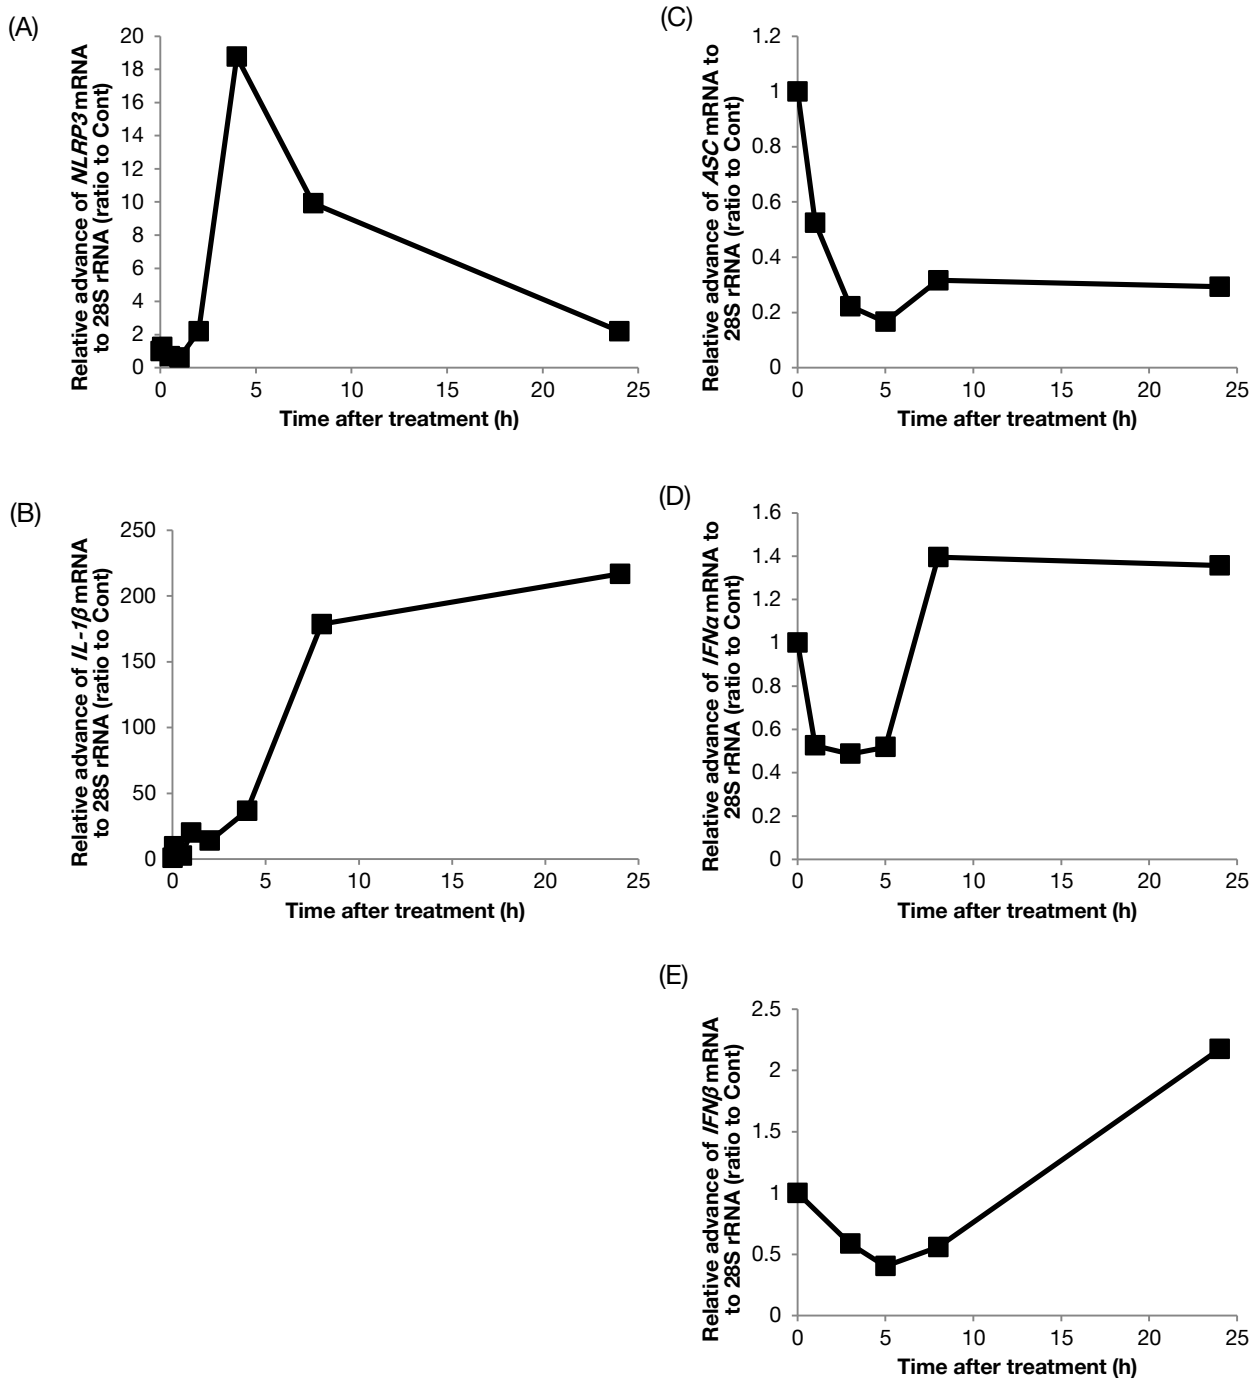 (A)
Relative advance of NLRP3 mRNA
to 28S rRNA (ratio to Cont)
20
18
16
14
12
10
8
6
4
2
0
0 5 10 15 20 25
Time after treatment (h)
(B)
Relative advance of IL-1β mRNA
to 28S rRNA (ratio to Cont)
250
200
150
100
50
0
0 5 10 15 20 25
Time after treatment (h)
(C)
Relative advance of ASC mRNA to
28S rRNA (ratio to Cont)
1.2
1
0.8
0.6
0.4
0.2
0
0 5 10 15 20 25
Time after treatment (h)
(D)
Relative advance of IFNα mRNA to
28S rRNA (ratio to Cont)
1.6
1.4
1.2
1
0.8
0.6
0.4
0.2
0
0 5 10 15 20 25
Time after treatment (h)
(E)
Relative advance of IFNβ mRNA
to 28S rRNA (ratio to Cont)
2.5
2
1.5
1
0.5
0
0 5 10 15 20 25
Time after treatment (h)